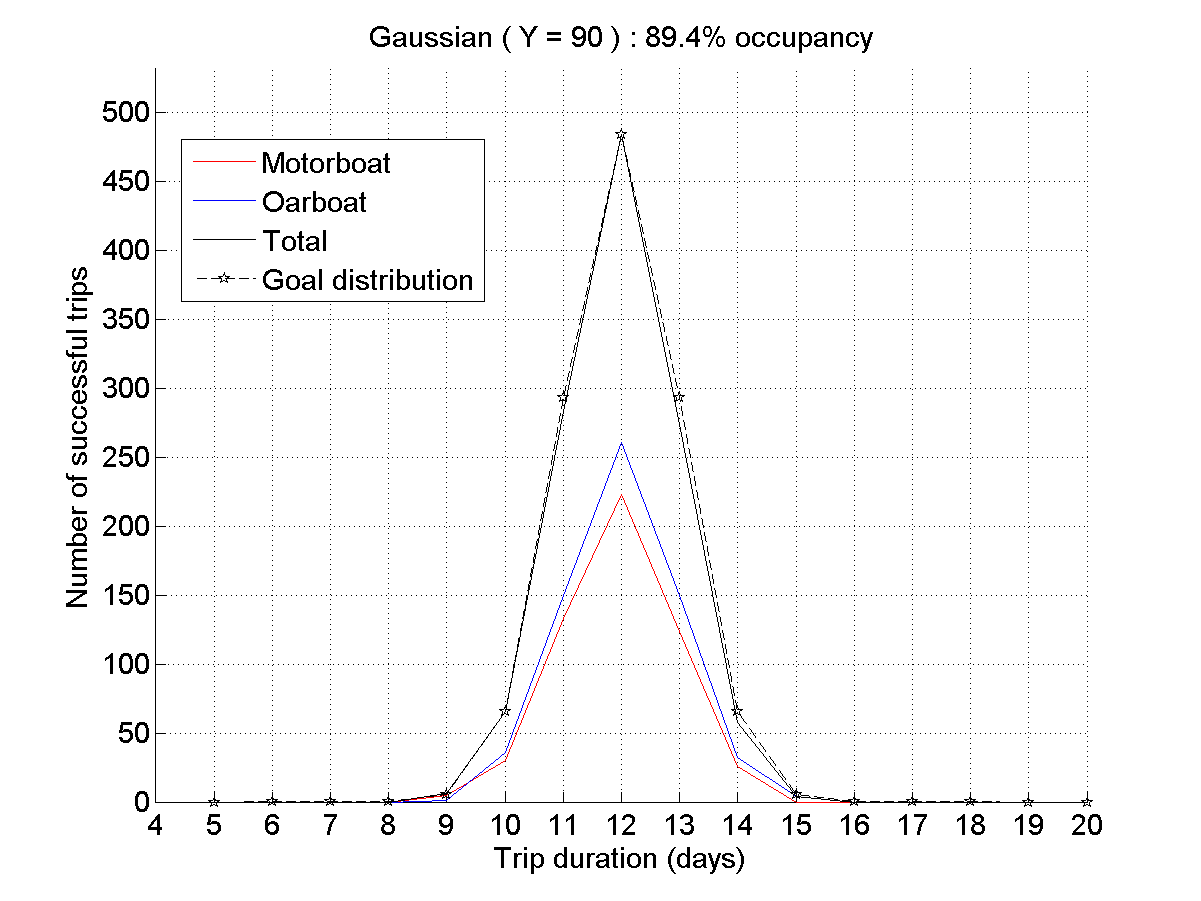 Gaussian ( Y = 90 ) : 89.4% occupancy
500
450
400
350
300
250
200
150
100
50
0
Number of successful trips
Motorboat
Oarboat
Total
Goal distribution
4 5 6 7 8 9 10 11 12 13 14 15 16 17 18 19 20
Trip duration (days)